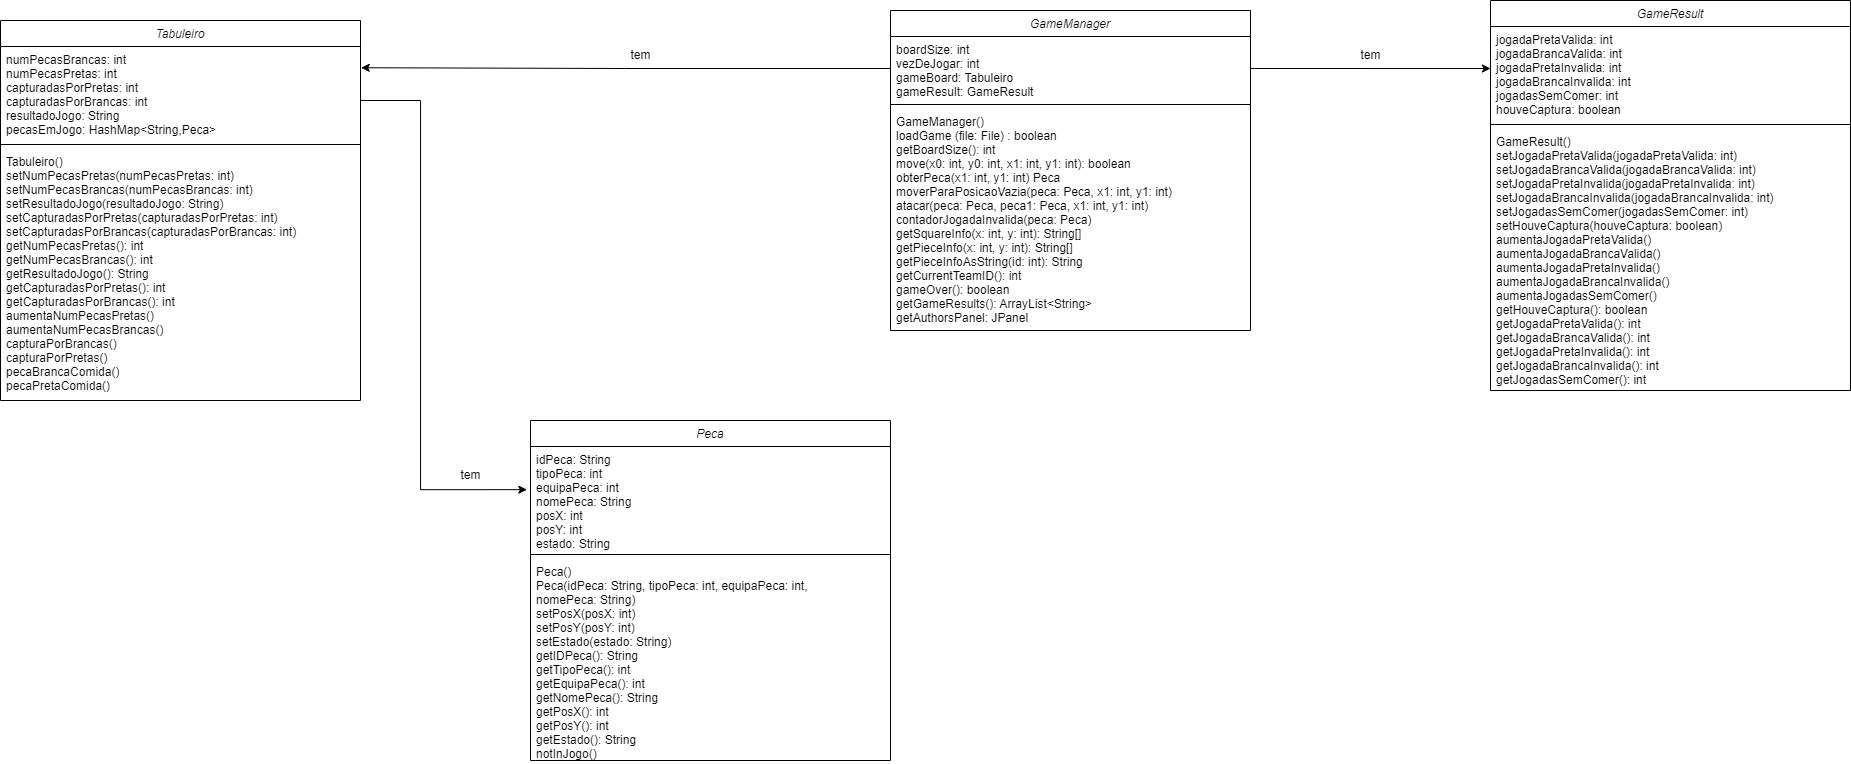 Tabuleiro
numPecasBrancas: int
numPecasPretas: int
capturadasPorPretas: int
capturadasPorBrancas: int
resultadoJogo: String
pecasEmJogo: HashMap<String,Peca>
Tabuleiro()
setNumPecasPretas(numPecasPretas: int)
setNumPecasBrancas(numPecasBrancas: int)
setResultadoJogo(resultadoJogo: String)
setCapturadasPorPretas(capturadasPorPretas: int)
setCapturadasPorBrancas(capturadasPorBrancas: int)
getNumPecasPretas(): int
getNumPecasBrancas(): int
getResultadoJogo(): String
getCapturadasPorPretas(): int
getCapturadasPorBrancas(): int
aumentaNumPecasPretas()
aumentaNumPecasBrancas()
capturaPorBrancas()
capturaPorPretas()
pecaBrancaComida()
pecaPretaComida()
tem
GameManager
boardSize: int
vezDeJogar: int
gameBoard: Tabuleiro
gameResult: GameResult
GameManager()
loadGame (file: File) : boolean
getBoardSize(): int
move(x0: int, y0: int, x1: int, y1: int): boolean
obterPeca(x1: int, y1: int) Peca
moverParaPosicaoVazia(peca: Peca, x1: int, y1: int)
atacar(peca: Peca, peca1: Peca, x1: int, y1: int)
contadorJogadaInvalida(peca: Peca)
getSquareInfo(x: int, y: int): String[]
getPieceInfo(x: int, y: int): String[]
getPieceInfoAsString(id: int): String
getCurrentTeamID(): int
gameOver(): boolean
getGameResults(): ArrayList<String>
getAuthorsPanel: JPanel
tem
GameResult
jogadaPretaValida: int
jogadaBrancaValida: int
jogadaPretaInvalida: int
jogadaBrancaInvalida: int
jogadasSemComer: int
houveCaptura: boolean
GameResult()
setJogadaPretaValida(jogadaPretaValida: int)
setJogadaBrancaValida(jogadaBrancaValida: int)
setJogadaPretaInvalida(jogadaPretaInvalida: int)
setJogadaBrancaInvalida(jogadaBrancaInvalida: int)
setJogadasSemComer(jogadasSemComer: int)
setHouveCaptura(houveCaptura: boolean)
aumentaJogadaPretaValida()
aumentaJogadaBrancaValida()
aumentaJogadaPretaInvalida()
aumentaJogadaBrancaInvalida()
aumentaJogadasSemComer()
getHouveCaptura(): boolean
getJogadaPretaValida(): int
getJogadaBrancaValida(): int
getJogadaPretaInvalida(): int
getJogadaBrancaInvalida(): int
getJogadasSemComer(): int
tem
Peca
idPeca: String
tipoPeca: int
equipaPeca: int
nomePeca: String
posX: int
posY: int
estado: String
Peca()
Peca(idPeca: String, tipoPeca: int, equipaPeca: int,
nomePeca: String)
setPosX(posX: int)
setPosY(posY: int)
setEstado(estado: String)
getIDPeca(): String
getTipoPeca(): int
getEquipaPeca(): int
getNomePeca(): String
getPosX(): int
getPosY(): int
getEstado(): String
notInJogo()